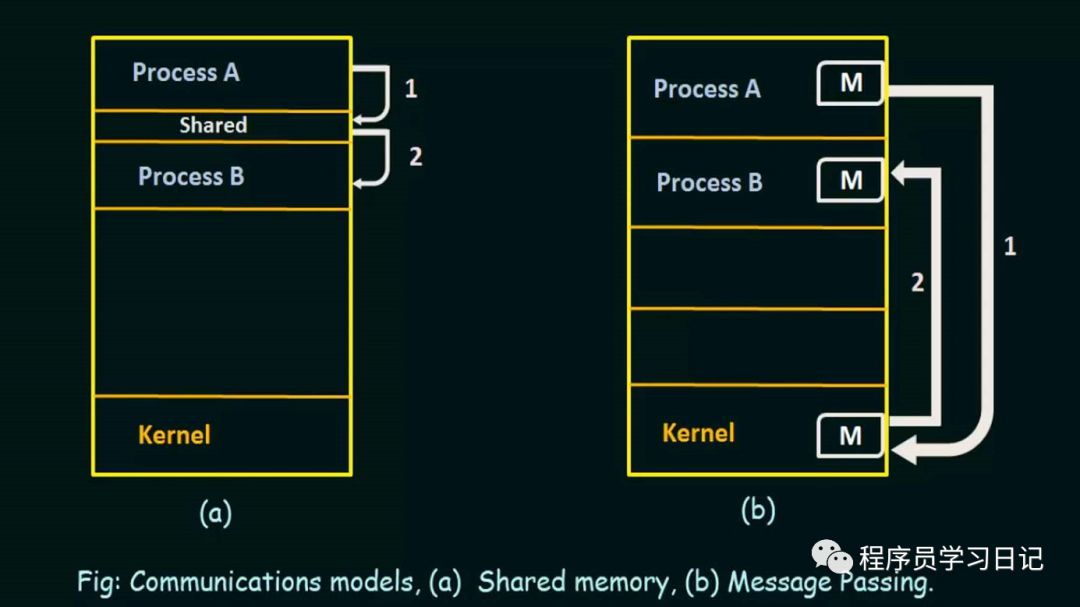 Process A
1
Shared
2
Process B
Kernel
(a)
Process A
M
Process B
M
1
2
Kernel
M
(b)
程序员学习日记
Fig: Communications models, (a) Shared memory, (b) Message Passing.